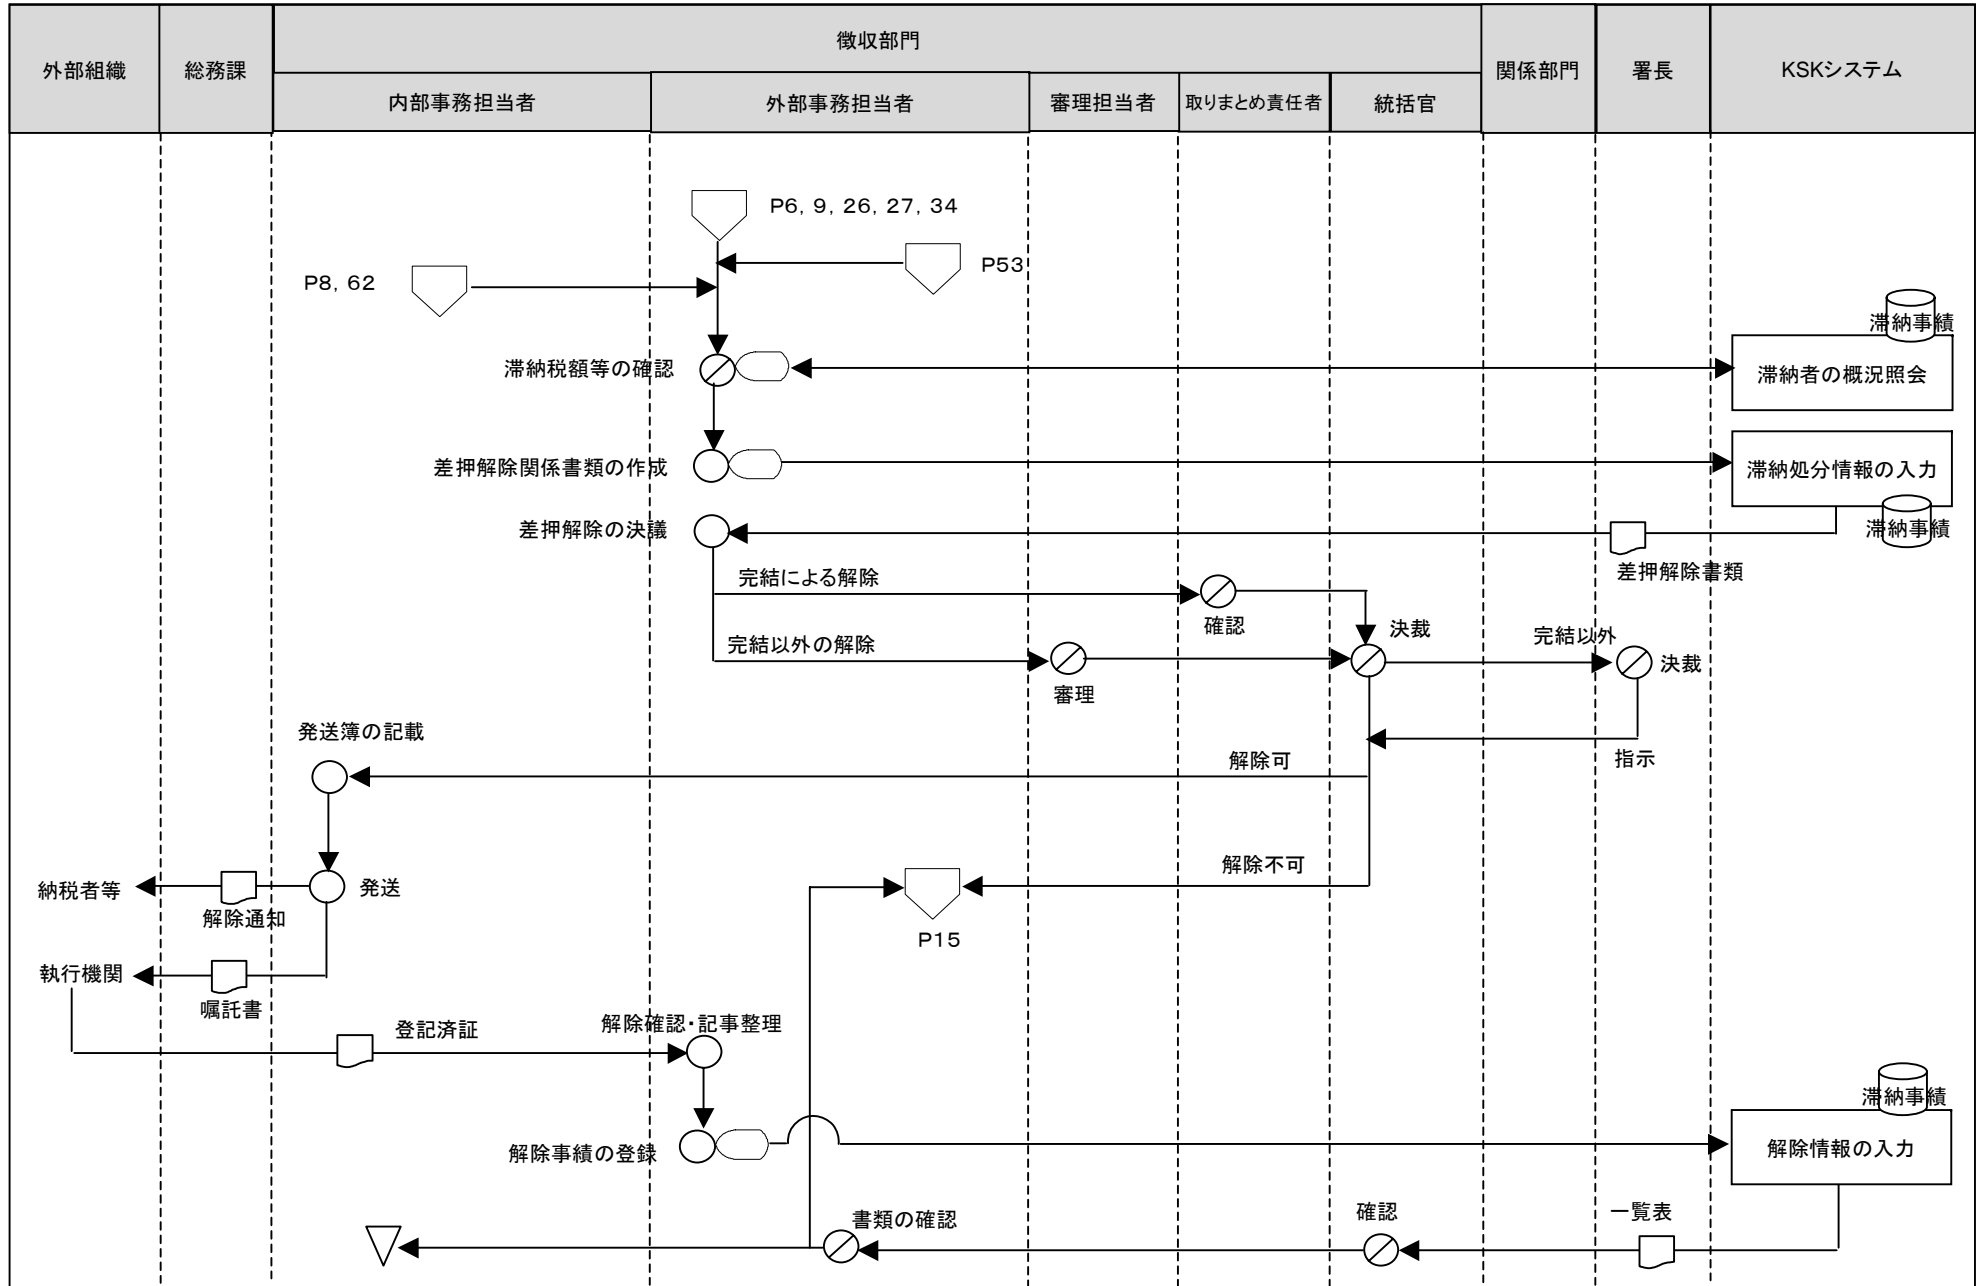 徴収部門
外部組織
総務課
関係部門
署長
KSKシステム
内部事務担当者
外部事務担当者
審理担当者
取りまとめ責任者
統括官
P6, 9, 26, 27, 34
P53
P8, 62
滞納事績
滞納税額等の確認
滞納者の概況照会
差押解除関係書類の作成
滞納処分情報の入力
差押解除の決議
滞納事績
差押解除書類
完結による解除
確認
決裁
完結以外
完結以外の解除
決裁
審理
発送簿の記載
解除可
指示
解除不可
納税者等
発送
解除通知
P15
執行機関
嘱託書
登記済証
解除確認・記事整理
滞納事績
解除事績の登録
解除情報の入力
書類の確認
確認
一覧表